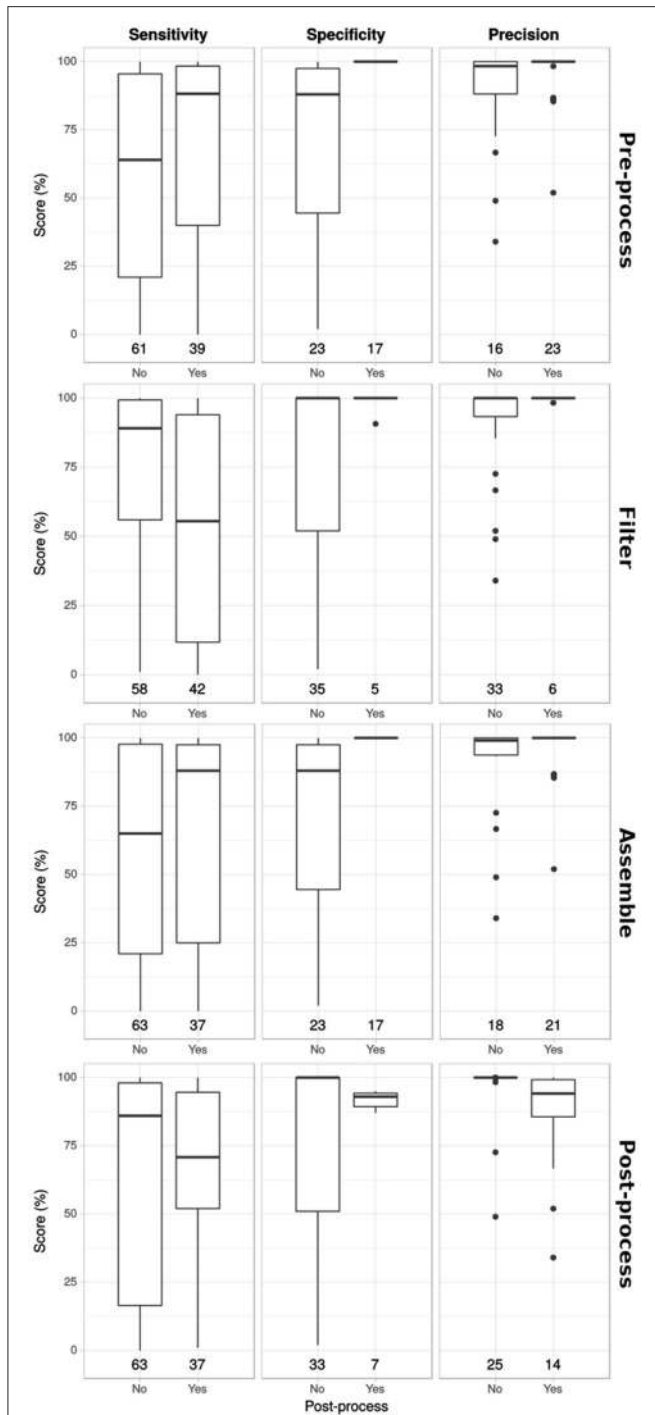 Sensitivity Specificity Precision
100
75
50
25
0
Score (%)
61 39 23 17 16 23
No Yes No Yes No Yes
Pre-process
100
75
50
25
0
Score (%)
58 42 35 5 33 6
No Yes No Yes No Yes
Filter
100
75
50
25
0
Score (%)
63 37 23 17 18 21
No Yes No Yes No Yes
Assemble
100
75
50
25
0
Score (%)
63 37 33 7 25 14
No Yes No Yes No Yes
Post-process
Post-process